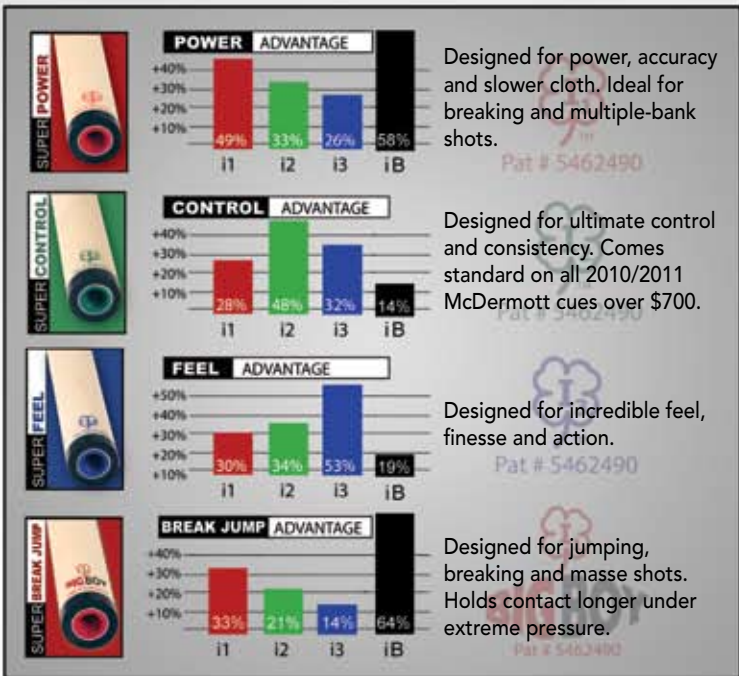 SUPER POWER
POWER ADVANTAGE
+40%
+30%
+20%
+10%
49% 33% 26% 58%
i1 i2 i3 iB
Designed for power, accuracy
and slower cloth. Ideal for
breaking and multiple-bank
shots.
Pat # 5462490
SUPER CONTROL
CONTROL ADVANTAGE
+40%
+30%
+20%
+10%
28% 48% 32% 14%
i1 i2 i3 iB
Designed for ultimate control
and consistency. Comes
standard on all 2010/2011
McDermott cues over $700.
Pat # 5462490
SUPER FEEL
FEEL ADVANTAGE
+50%
+40%
+30%
+20%
+10%
30% 34% 53% 19%
i1 i2 i3 iB
Designed for incredible feel,
finesse and action.
Pat # 5462490
SUPER BREAK JUMP
BIG BOY
BREAK JUMP ADVANTAGE
+40%
+30%
+20%
+10%
33% 21% 14% 64%
i1 i2 i3 iB
Designed for jumping,
breaking and masse shots.
Holds contact longer under
extreme pressure.
BIG BOY
Pat # 5462490